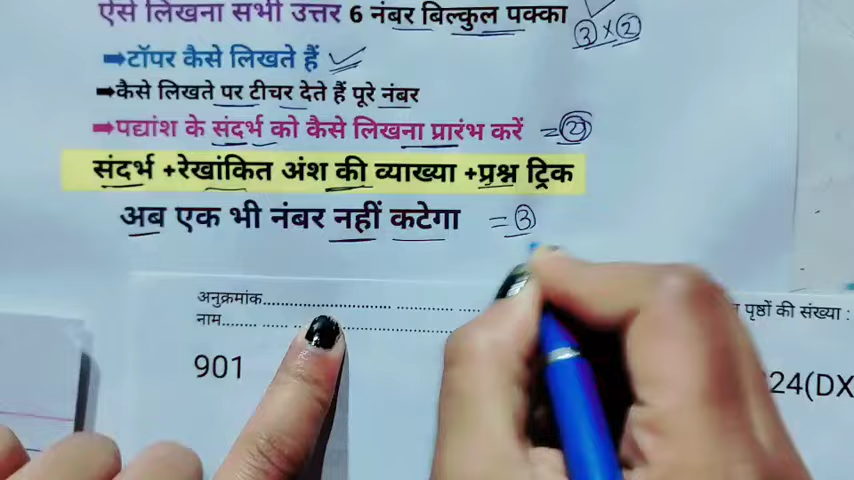 ऐसे लिखना सभी उत्तर 6 नंबर बिल्कुल पक्का
③×②
➡टॉपर कैसे लिखते हैं
➡कैसे लिखते पर टीचर देते हैं पूरे नंबर
➡पद्यांश के संदर्भ को कैसे लिखना प्रारंभ करें =②
संदर्भ +रेखांकित अंश की व्याख्या +प्रश्न ट्रिक
अब एक भी नंबर नहीं कटेगा =③
अनुक्रमांक........................................
पृष्ठों की संख्या :
नाम........ ........................................
901
24(DX